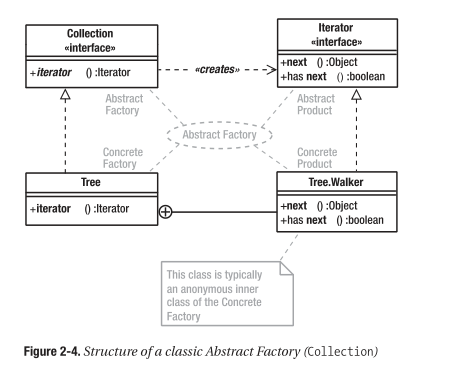 Collection
«interface»
+iterator () :Iterator
«creates»
Iterator
«interface»
+next () :Object
+has next () :boolean
Abstract
Factory
Abstract
Product
Abstract Factory
Concrete
Factory
Concrete
Product
Tree
+iterator () :Iterator
Tree.Walker
+next () :Object
+has next () :boolean
This class is typically
an anonymous inner
class of the Concrete
Factory
Figure 2-4. Structure of a classic Abstract Factory (Collection)